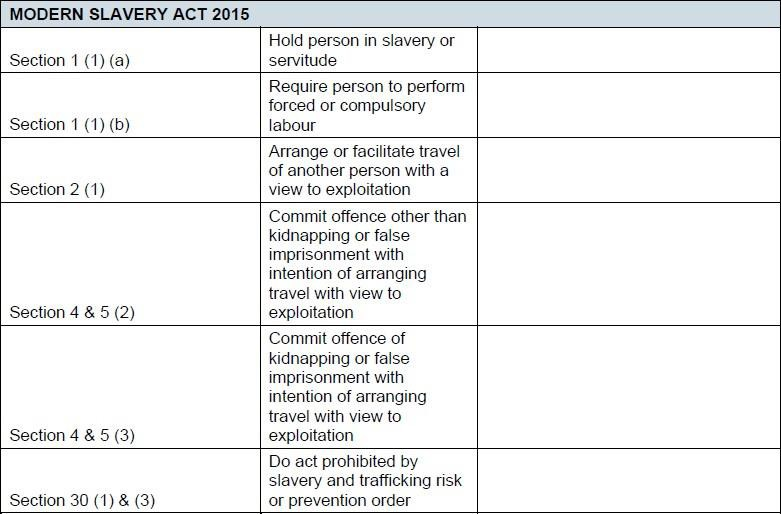 MODERN SLAVERY ACT 2015
Section 1 (1) (a)
Hold person in slavery or
servitude
Section 1 (1) (b)
Require person to perform
forced or compulsory
labour
Section 2 (1)
Arrange or facilitate travel
of another person with a
view to exploitation
Section 4 & 5 (2)
Commit offence other than
kidnapping or false
imprisonment with
intention of arranging
travel with view to
exploitation
Section 4 & 5 (3)
Commit offence of
kidnapping or false
imprisonment with
intention of arranging
travel with view to
exploitation
Section 30 (1) & (3)
Do act prohibited by
slavery and trafficking risk
or prevention order